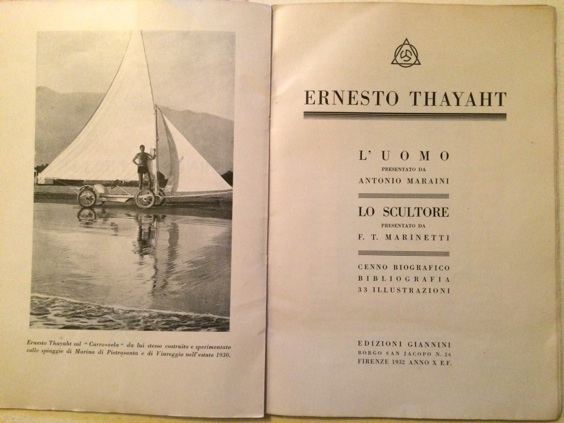 Ernesto Thayaht sul "Carro-vela" da lui stesso costruito e sperimentato
sulle spiaggie di Marina di Pietrasanta e di Viareggio nell'estate 1930.
ERNESTO THAYAHT
L'UOMO
PRESENTATO DA
ANTONIO MARAINI
LO SCULTORE
PRESENTATO DA
F. T. MARINETTI
CENNO BIOGRAFICO
BIBLIOGRAFIA
33 ILLUSTRAZIONI
EDIZIONI GIANNINI
BORGO SAN JACOPO N. 26
FIRENZE 1932 ANNO X E.F.